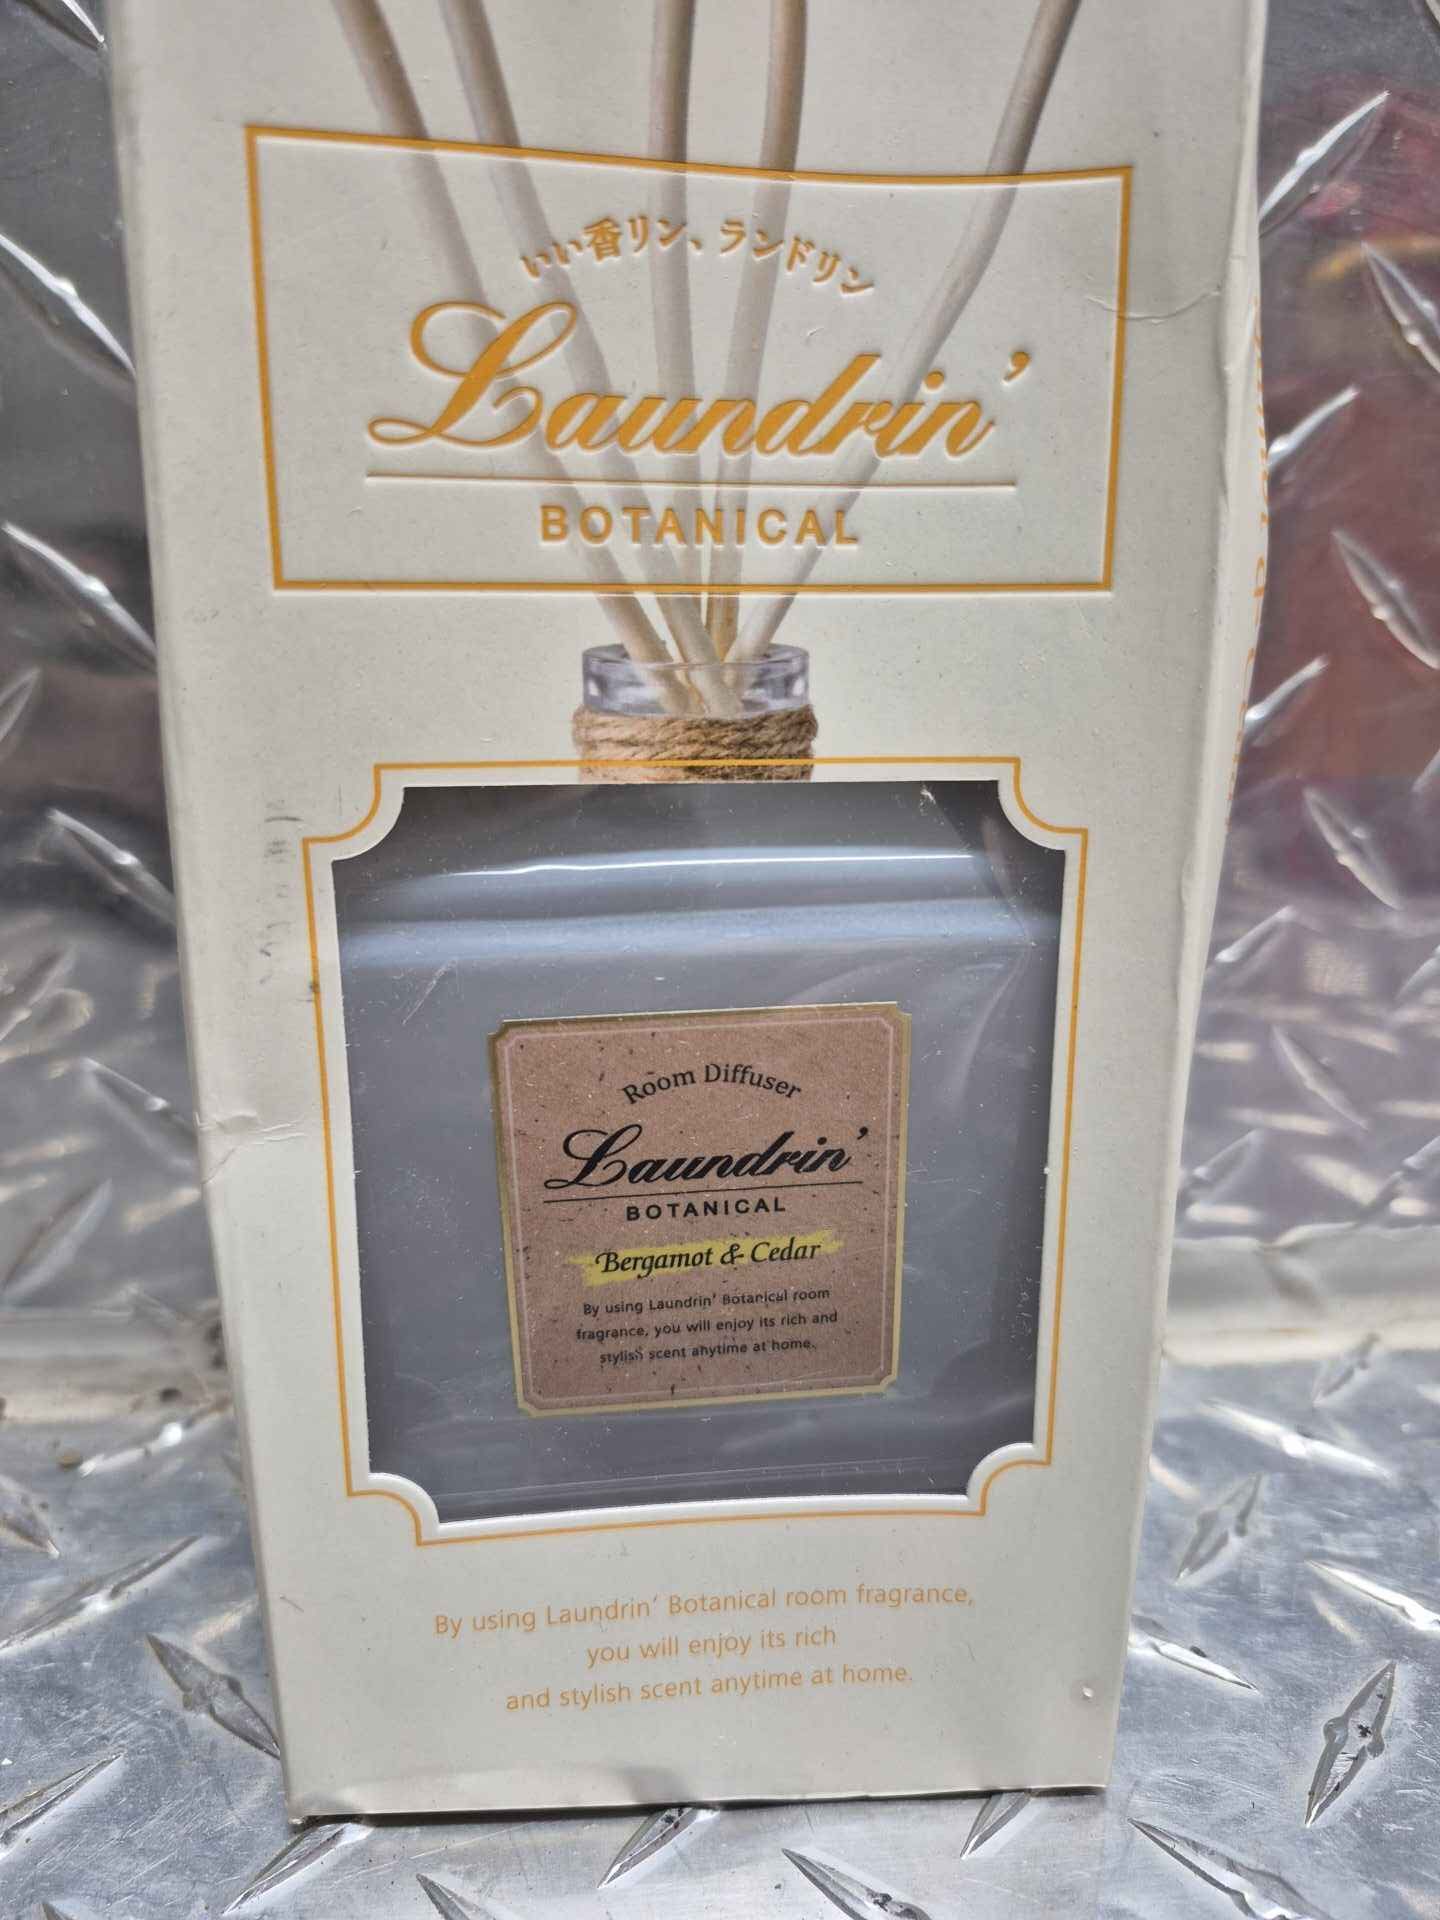 いい香リン、ランドリン
Laundrin'
BOTANICAL
Room Diffuser
Laundrin'
BOTANICAL
Bergamot & Cedar
By using Laundrin' Botanical room
fragrance, you will enjoy its rich and
stylish scent anytime at home.
By using Laundrin' Botanical room fragrance,
you will enjoy its rich
and stylish scent anytime at home.